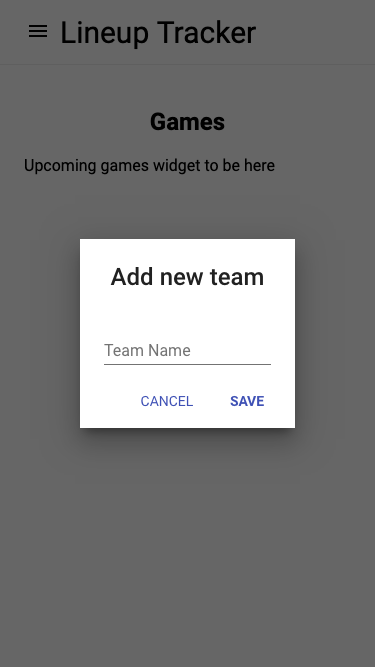 Lineup Tracker
Games
Upcoming games widget to be here
Add new team
Team Name
CANCEL SAVE